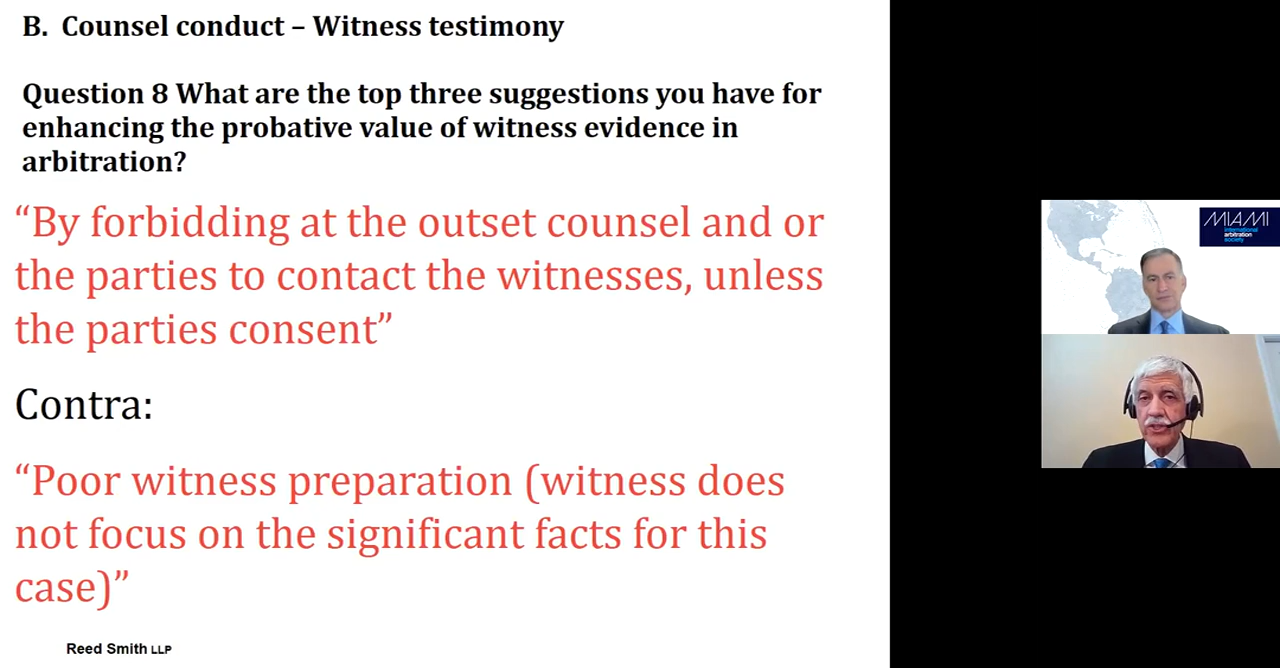 B. Counsel conduct – Witness testimony
Question 8 What are the top three suggestions you have for
enhancing the probative value of witness evidence in
arbitration?
“By forbidding at the outset counsel and or
the parties to contact the witnesses, unless
the parties consent”
Contra:
“Poor witness preparation (witness does
not focus on the significant facts for this
case)”
Reed Smith LLP
MIAMI
international
arbitration
society